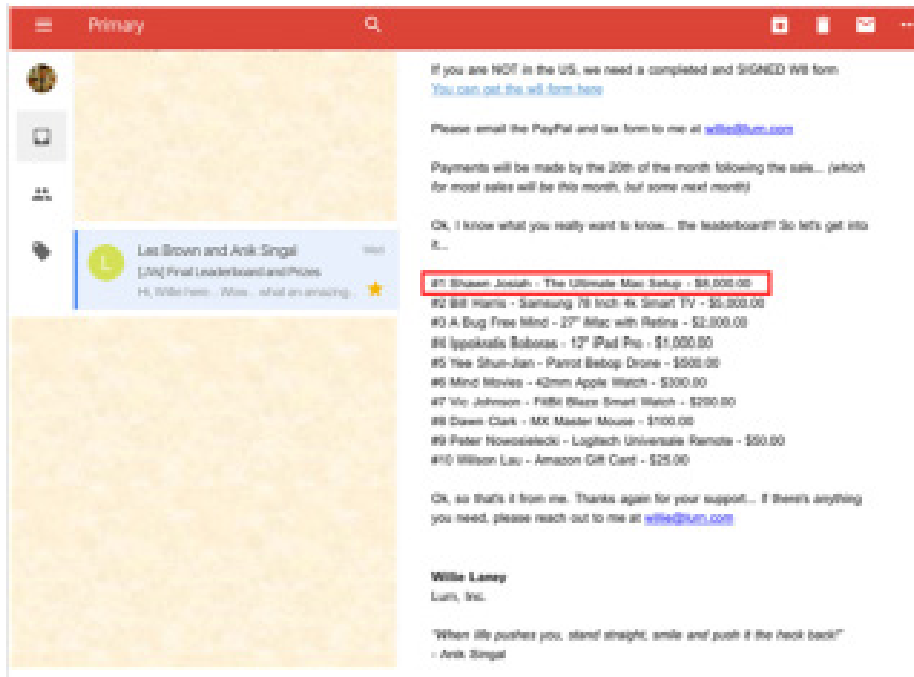 Primary
If you are NOT in the US, we need a completed and SIGNED W8 form
You can get the w8 form here
Please email the PayPal and tax form to me at willie@lurn.com
Payments will be made by the 20th of the month following the sale... (which
for most sales will be this month, but some next month)
Ok, I know what you really want to know... the leaderboard!! So let's get into
it...
Les Brown and Anik Singal
Wed
Final Leaderboard and Prizes
Hi, Willie here... Wow... what an amazing...
#1 Shawn Josiah - The Ultimate Mac Setup - $8,000.00
#2 Bill Harris - Samsung 78 Inch 4k Smart TV - $5,000.00
#3 A Bug Free Mind - 27" iMac with Retina - $2,000.00
#4 Ippokratis Boboras - 12" iPad Pro - $1,000.00
#5 Yee Shun-Jian - Parrot Bebop Drone - $500.00
#6 Mind Movies - 42mm Apple Watch - $300.00
#7 Vic Johnson - FitBit Blaze Smart Watch - $200.00
#8 Dawn Clark - MX Master Mouse - $100.00
#9 Peter - Logitech Universale Remote - $50.00
#10 Wilson Lau - Amazon Gift Card - $25.00
Ok, so that's it from me. Thanks again for your support... If there's anything
you need, please reach out to me at willie@lurn.com
Willie Laney
Lurn, Inc.
"When life pushes you, stand straight, smile and push it the heck back!"
- Anik Singal